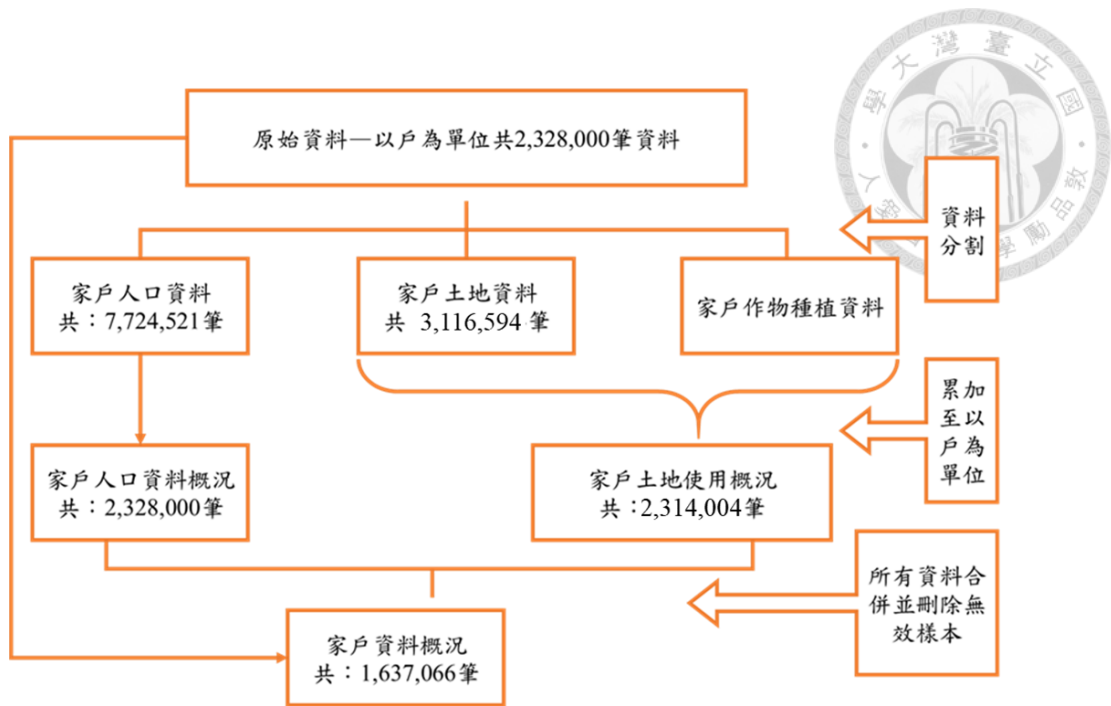 國立臺灣大學
原始資料—以戶為單位共2,328,000筆資料
資料
分割
家戶人口資料
共：7,724,521筆
家戶土地資料
共 3,116,594 筆
家戶作物種植資料
累加
至以
戶為
單位
家戶人口資料概況
共：2,328,000筆
家戶土地使用概況
共：2,314,004筆
所有資料合
併並刪除無
效樣本
家戶資料概況
共：1,637,066筆